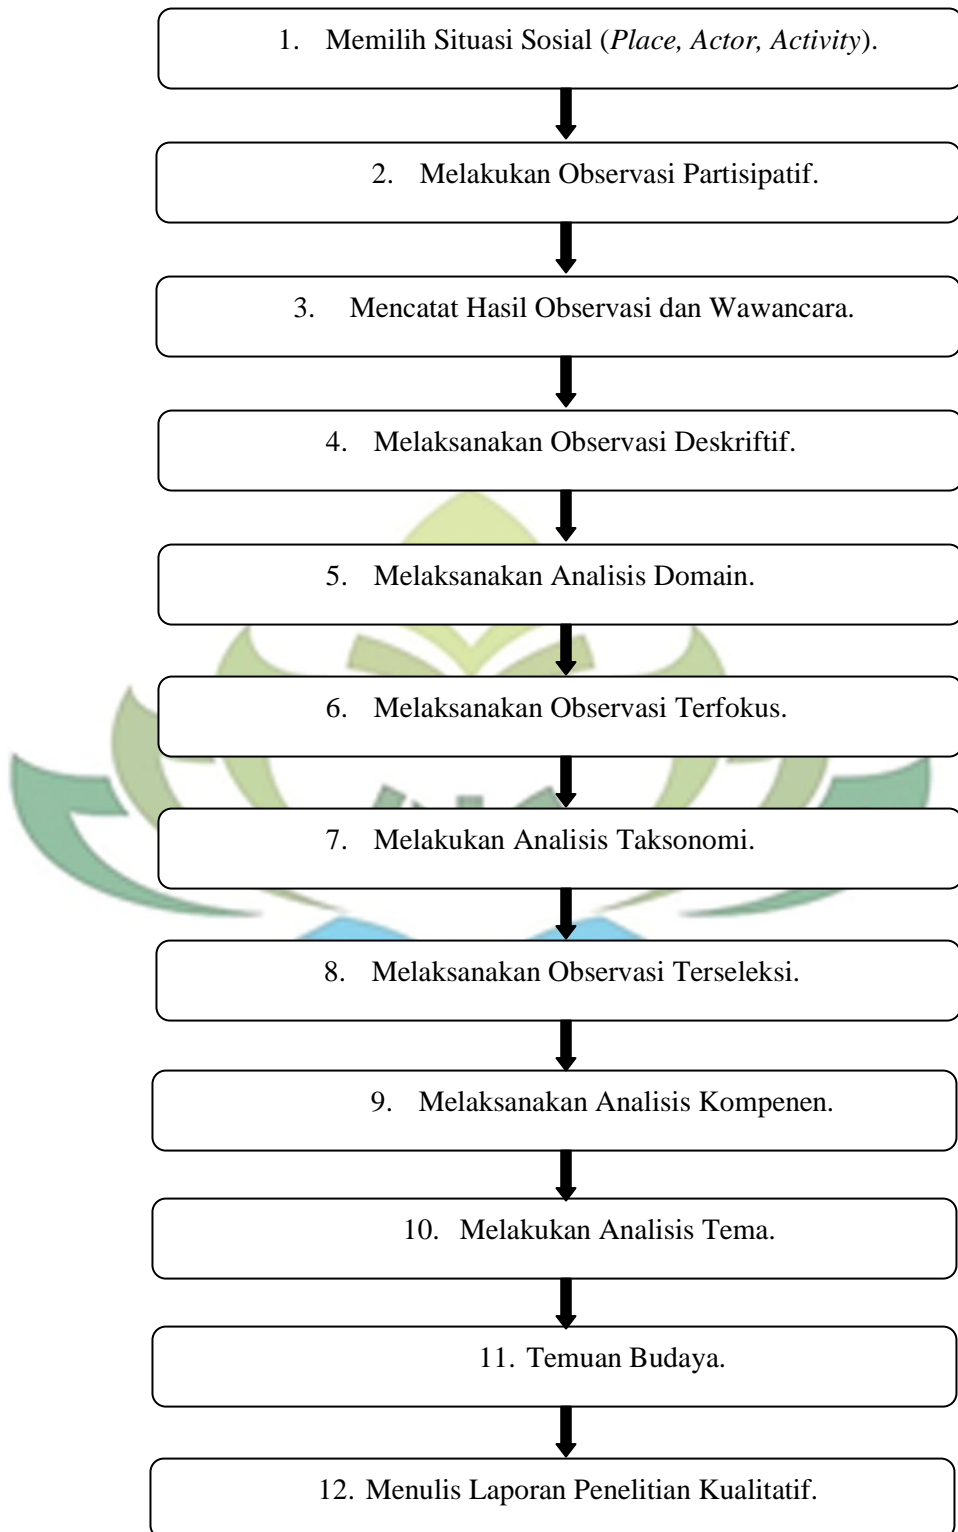 1. Memilih Situasi Sosial (Place, Actor, Activity).
2. Melakukan Observasi Partisipatif.
3. Mencatat Hasil Observasi dan Wawancara.
4. Melaksanakan Observasi Deskriftif.
5. Melaksanakan Analisis Domain.
6. Melaksanakan Observasi Terfokus.
7. Melakukan Analisis Taksonomi.
8. Melaksanakan Observasi Terseleksi.
9. Melaksanakan Analisis Kompenen.
10. Melakukan Analisis Tema.
11. Temuan Budaya.
12. Menulis Laporan Penelitian Kualitatif.